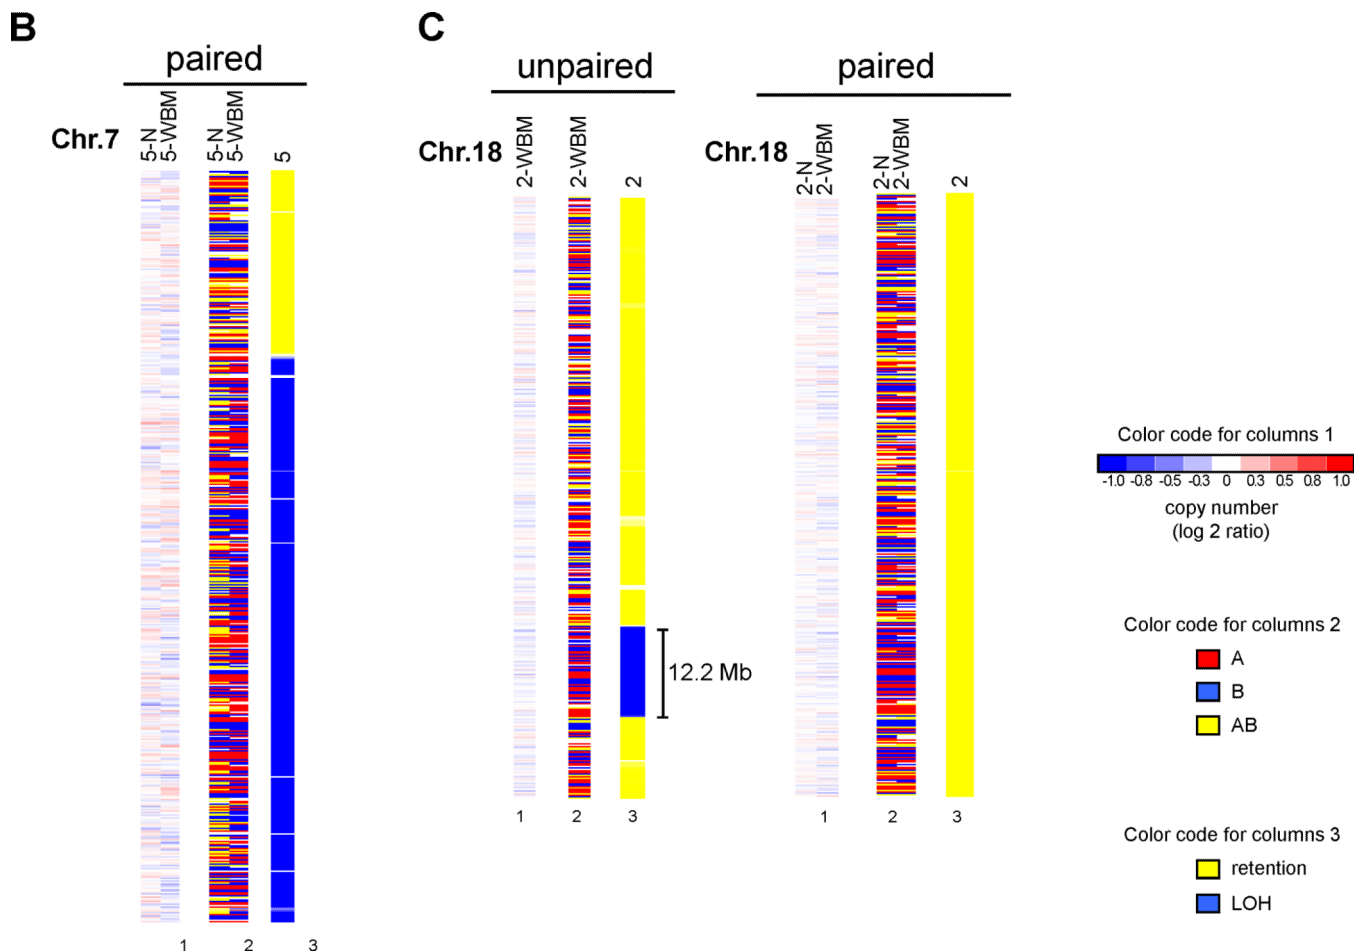 B
paired
Chr.7
5-N
5-WBM
5-N
5-WBM
5
1 2 3
C
unpaired
Chr.18
2-WBM
2-WBM
2
12.2 Mb
1 2 3
paired
Chr.18
2-N
2-WBM
2-N
2-WBM
2
1 2 3
Color code for columns 1
-1.0 -0.8 -0.5 -0.3 0 0.3 0.5 0.8 1.0
copy number
(log 2 ratio)
Color code for columns 2
A
B
AB
Color code for columns 3
retention
LOH